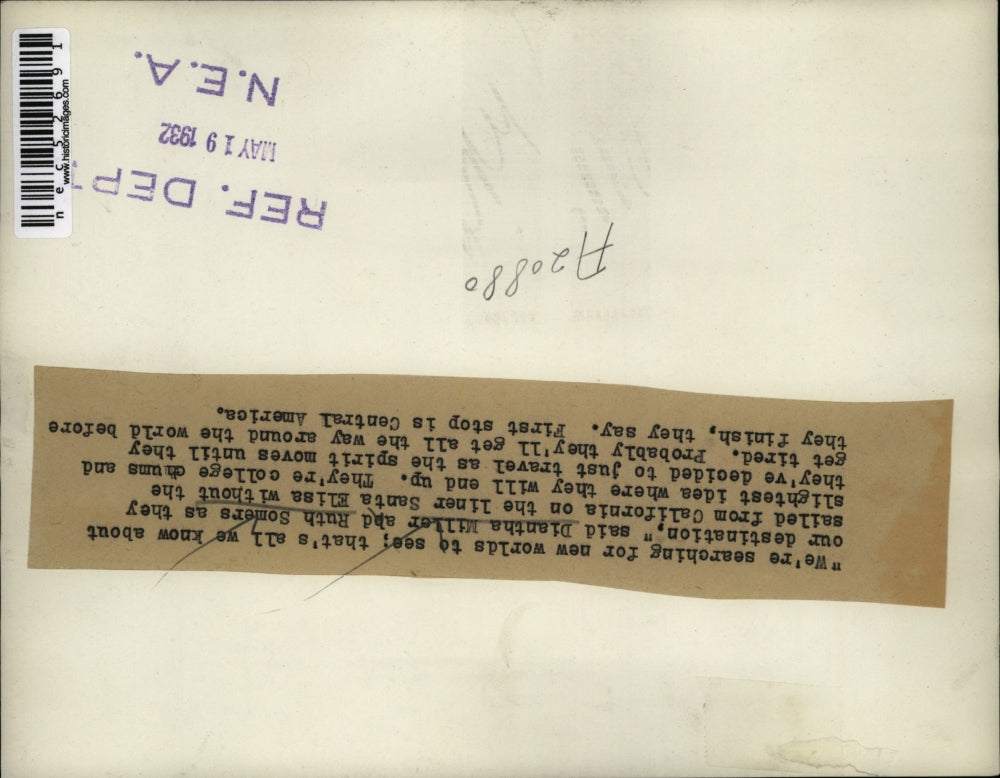 "We're searching for new worlds to see; that's all we know about
our destination," said Diantha Miller and Ruth Somers as they
sailed from California on the liner Santa Elisa without the
slightest idea where they will end up. They're college chums and
they've decided to just travel as the spirit moves until they
get tired. Probably they'll get all the way around the world before
they finish, they say. First stop is Central America.
A20880
REF. DEPT
MAY 19 1932
N.E.A.
www.historicimages.com
nec52691